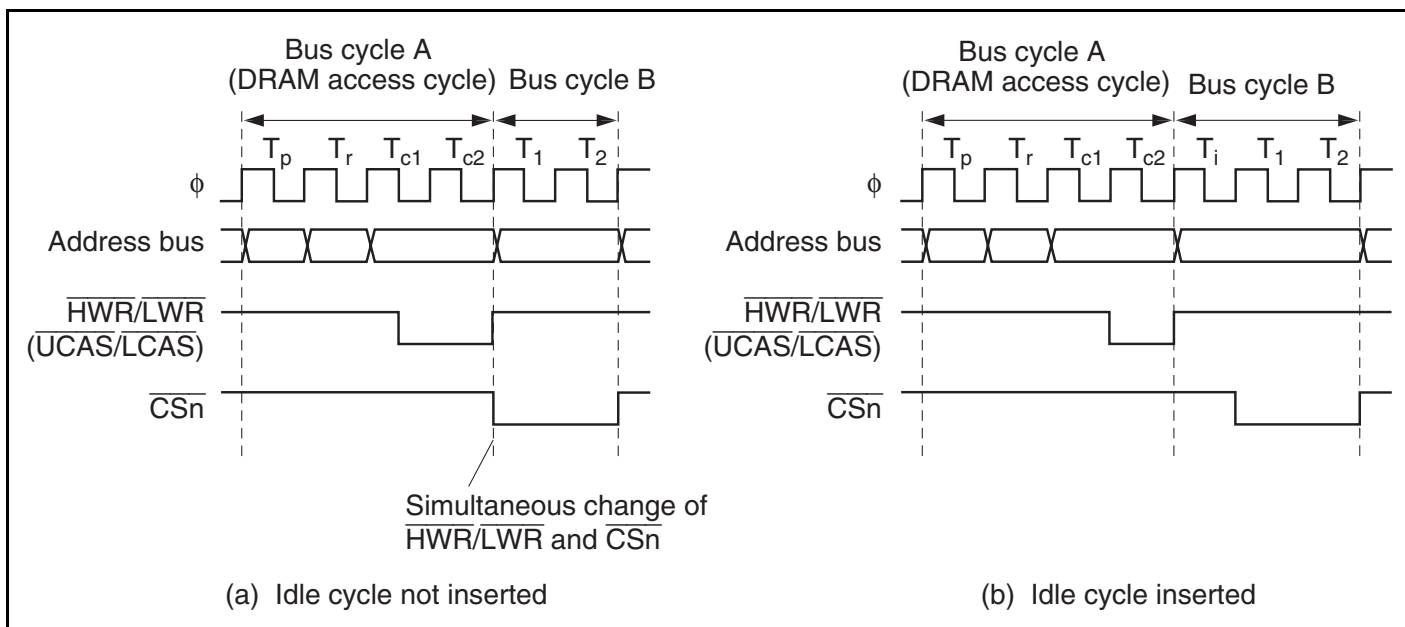 Bus cycle A
(DRAM access cycle)
Bus cycle B
Tp Tr Tc1 Tc2 T1 T2
ϕ
Address bus
HWR/LWR
(UCAS/LCAS)
CSn
Simultaneous change of
HWR/LWR and CSn
(a) Idle cycle not inserted
Bus cycle A
(DRAM access cycle)
Bus cycle B
Tp Tr Tc1 Tc2 Ti T1 T2
ϕ
Address bus
HWR/LWR
(UCAS/LCAS)
CSn
(b) Idle cycle inserted